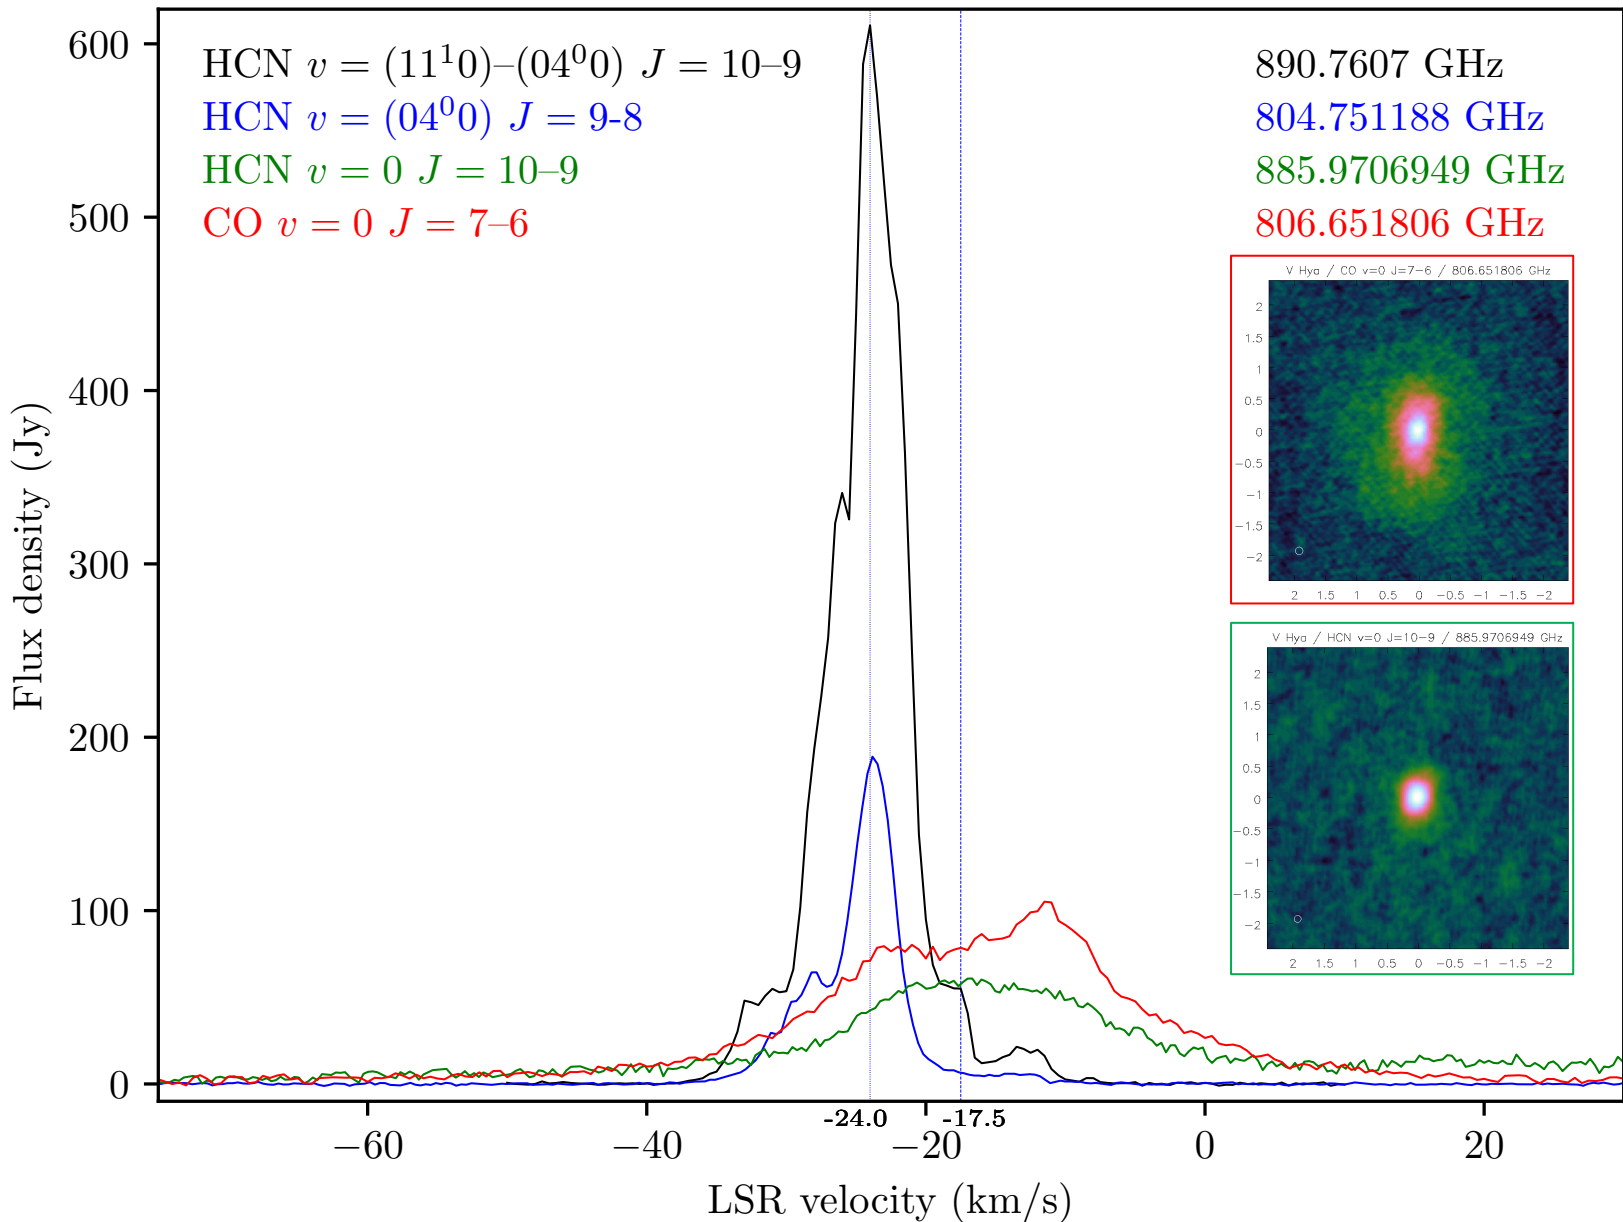 HCN v = (11¹0)–(04⁰0) J = 10–9 890.7607 GHz
HCN v = (04⁰0) J = 9-8 804.751188 GHz
HCN v = 0 J = 10–9 885.9706949 GHz
CO v = 0 J = 7–6 806.651806 GHz
V Hya / CO v=0 J=7-6 / 806.651806 GHz
2
1.5
1
0.5
0
-0.5
-1
-1.5
-2
2 1.5 1 0.5 0 -0.5 -1 -1.5 -2
V Hya / HCN v=0 J=10-9 / 885.9706949 GHz
2
1.5
1
0.5
0
-0.5
-1
-1.5
-2
2 1.5 1 0.5 0 -0.5 -1 -1.5 -2
Flux density (Jy)
600
500
400
300
200
100
0
-24.0 -17.5
−60 −40 −20 0 20
LSR velocity (km/s)